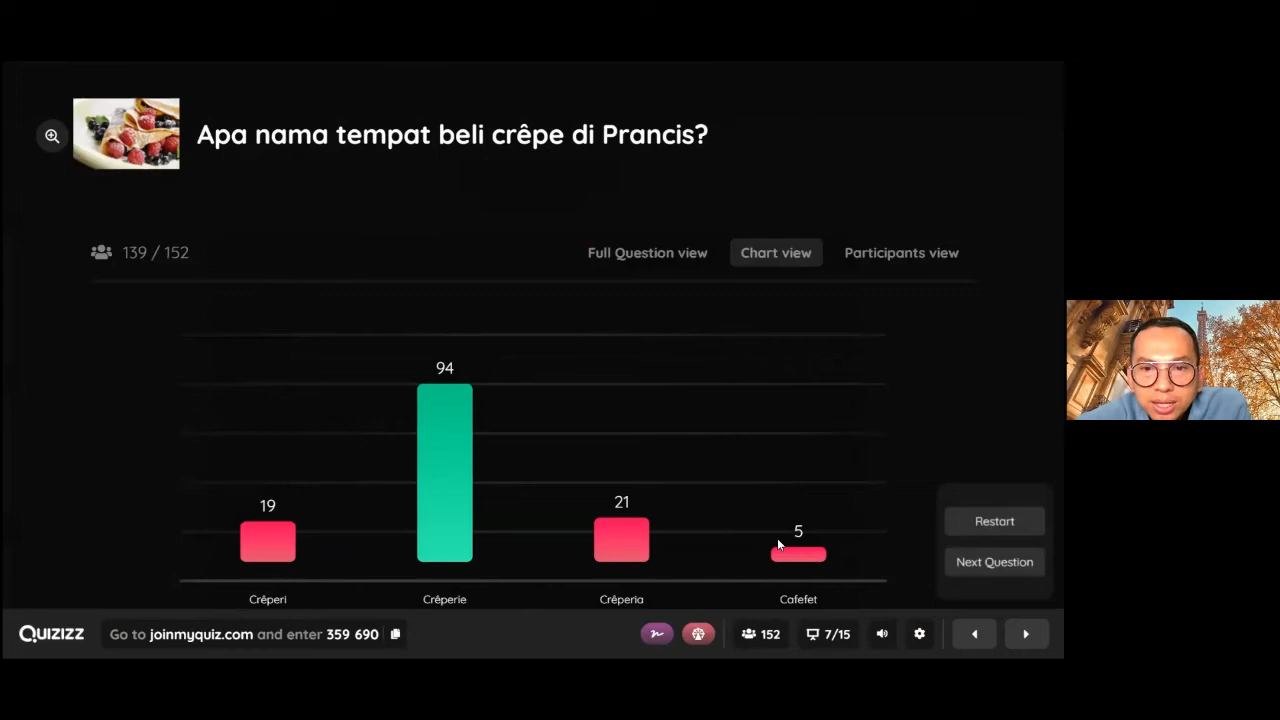 Apa nama tempat beli crêpe di Prancis?
139 / 152
Full Question view
Chart view
Participants view
94
19
21
5
Crêperi
Crêperie
Crêperia
Cafefet
Restart
Next Question
QUIZIZZ
Go to joinmyquiz.com and enter 359 690
152
7/15